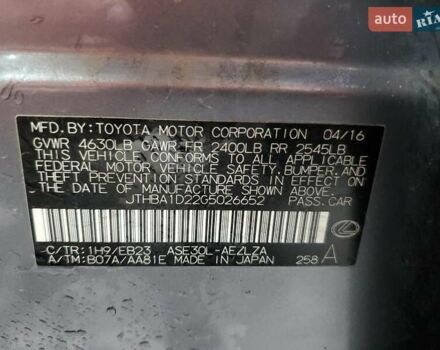 auto RIA
MFD. BY: TOYOTA MOTOR CORPORATION 04/16
GVWR 4630LB GAWR FR 2400LB RR 2545LB
THIS VEHICLE CONFORMS TO ALL APPLICABLE
FEDERAL MOTOR VEHICLE SAFETY, BUMPER,
AND THEFT PREVENTION STANDARDS IN EFFECT
ON THE DATE OF MANUFACTURE SHOWN ABOVE.
JTHBA1D22G5026652 PASS.CAR
C/TR:1H9/EB23 ASE30L-AEZLZA
A/TM:B07A/AA81E MADE IN JAPAN 258 A